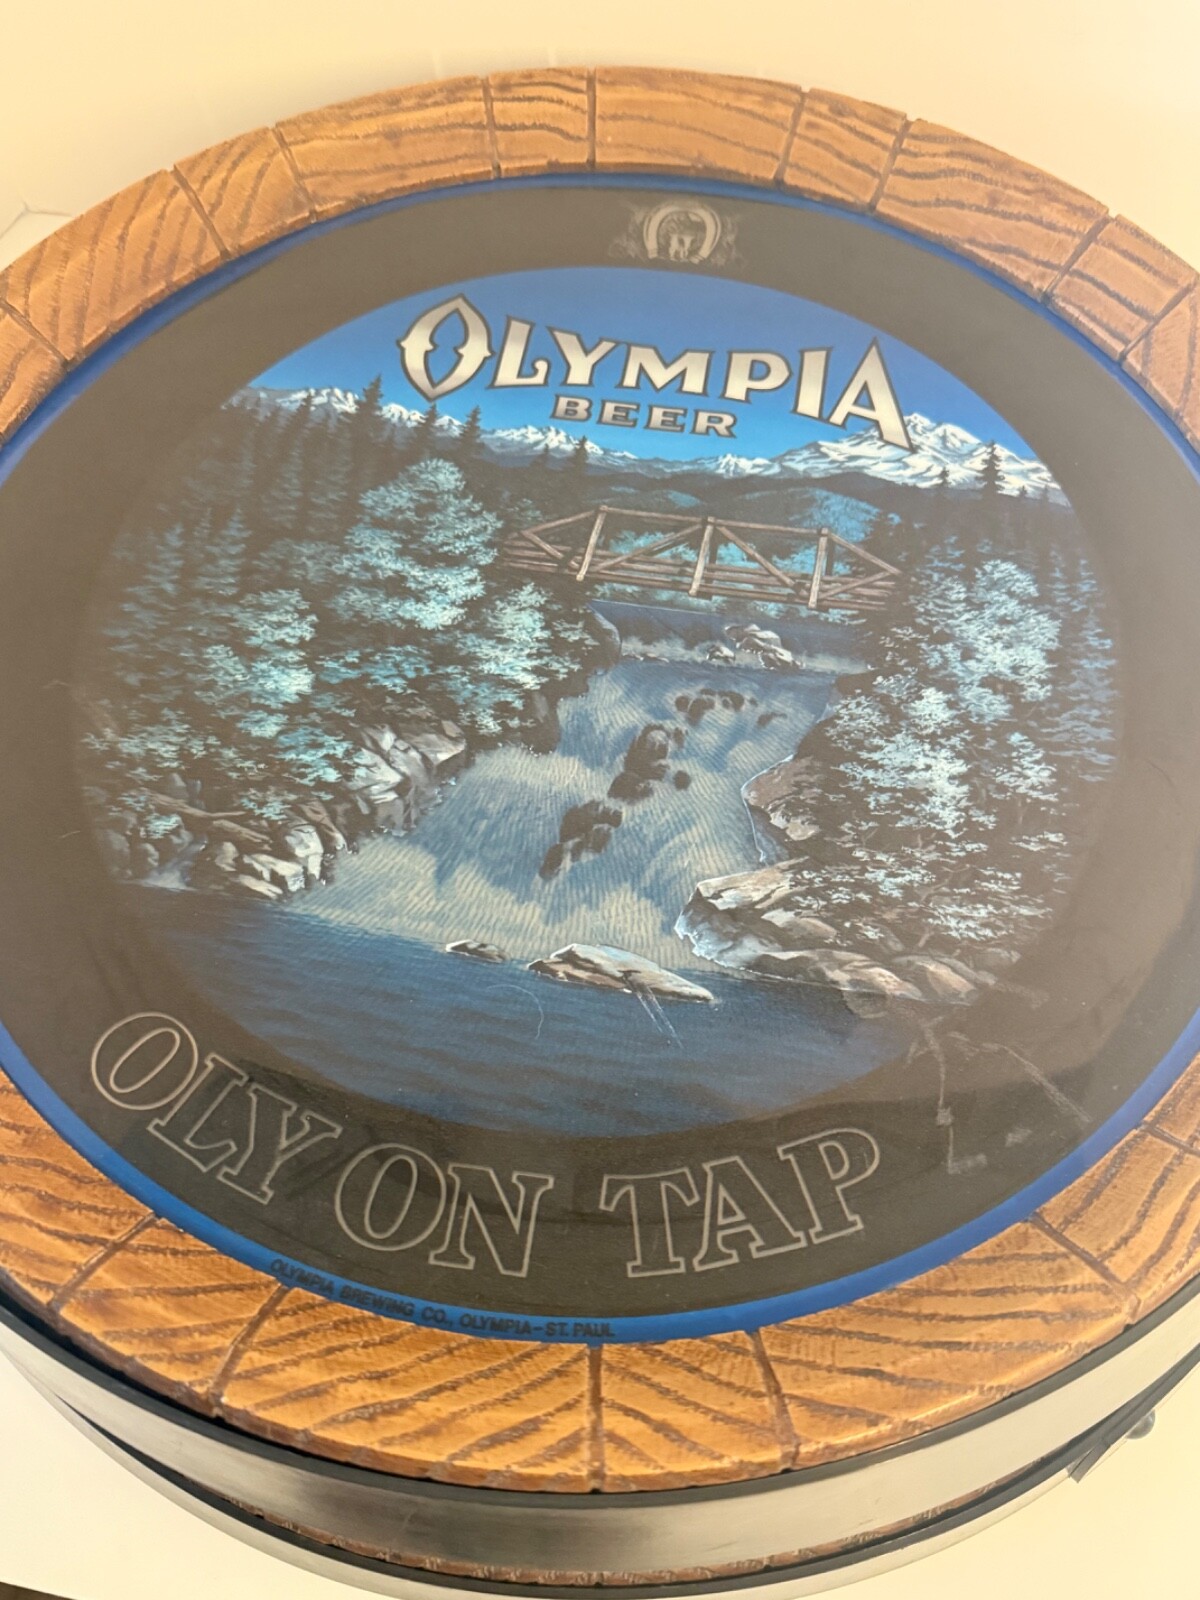 OLYMPIA
BEER
OLY ON TAP
OLYMPIA BREWING CO., OLYMPIA-ST. PAUL